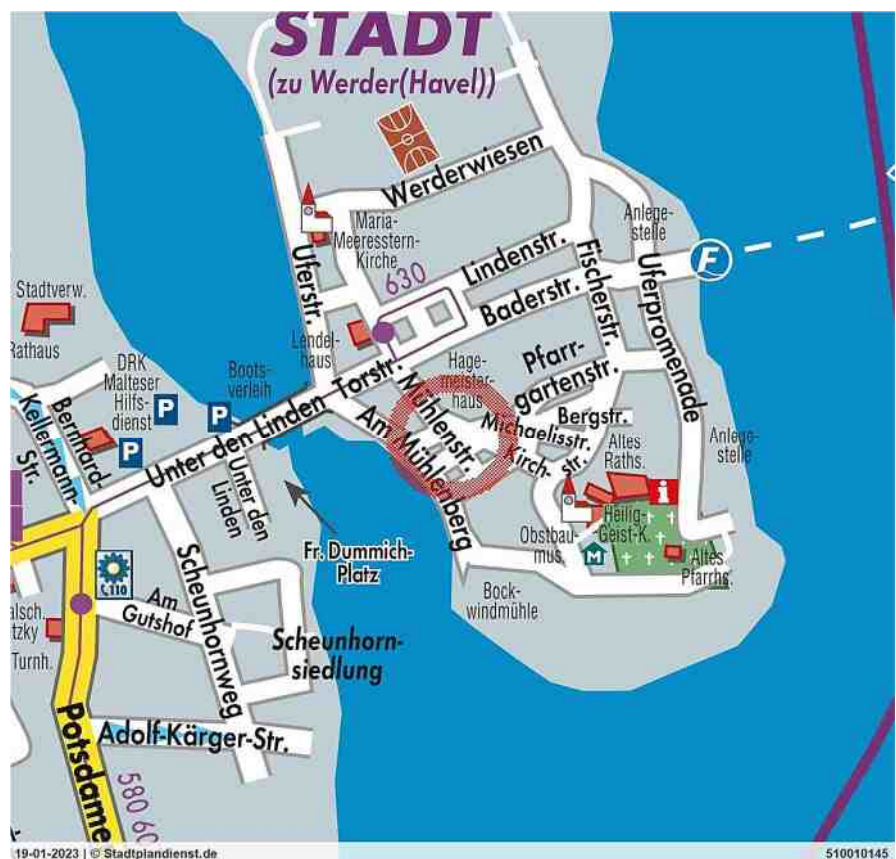 STADT
(zu Werder(Havel))
Werderwiesen
Maria-
Meeresstern-
Kirche
Anlege-
stelle
630
Lindenstr.
Fischerstr.
F
Uferstr.
Uferpromenade
Baderstr.
Stadtverw.
Rathaus
Lendel-
haus
DRK
Malteser
Hilfs-
dienst
P
P
P
Boots-
verleih
Torstr.
Hage-
meister-
haus
Pfarr-
gartenstr.
Mühlenstr.
Michaelisstr.
Bergstr.
Kirch-
str.
Am Mühlenberg
Altes
Raths.
Anlege-
stelle
Kellermann-
Str.
Bernhard-
Unter den Linden
Unter den
Linden
i
Heilig-
Geist-K.
Obstbau-
mus.
M
Altes
Pfarrhs.
Fr. Dummich-
Platz
Bock-
windmühle
110
Am
Gutshof
Scheunhornweg
Scheunhorn-
siedlung
alsch.
tzky
Turnh.
Adolf-Kärger-Str.
Potsdame
580 60
19-01-2023 | © Stadtplandienst.de
510010145